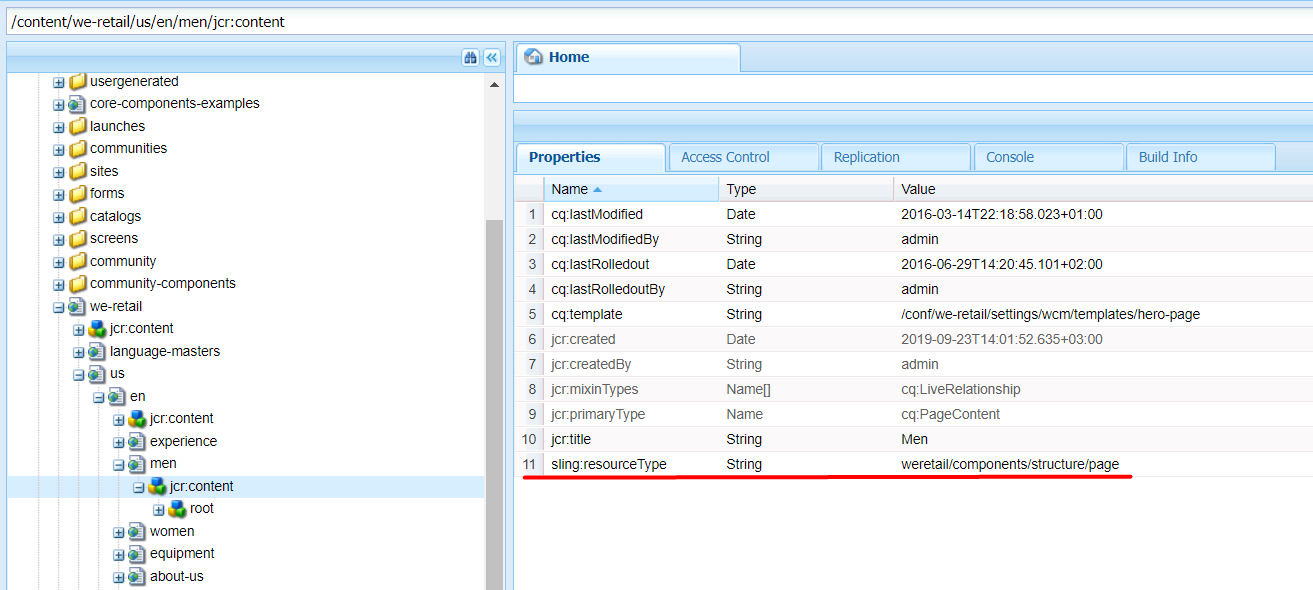 /content/we-retail/us/en/men/jcr:content
usergenerated
core-components-examples
launches
communities
sites
forms
catalogs
screens
community
community-components
we-retail
jcr:content
language-masters
us
en
jcr:content
experience
men
jcr:content
root
women
equipment
about-us
Home
Properties Access Control Replication Console Build Info
Name Type Value
1 cq:lastModified Date 2016-03-14T22:18:58.023+01:00
2 cq:lastModifiedBy String admin
3 cq:lastRolledout Date 2016-06-29T14:20:45.101+02:00
4 cq:lastRolledoutBy String admin
5 cq:template String /conf/we-retail/settings/wcm/templates/hero-page
6 jcr:created Date 2019-09-23T14:01:52.635+03:00
7 jcr:createdBy String admin
8 jcr:mixinTypes Name[] cq:LiveRelationship
9 jcr:primaryType Name cq:PageContent
10 jcr:title String Men
11 sling:resourceType String weretail/components/structure/page